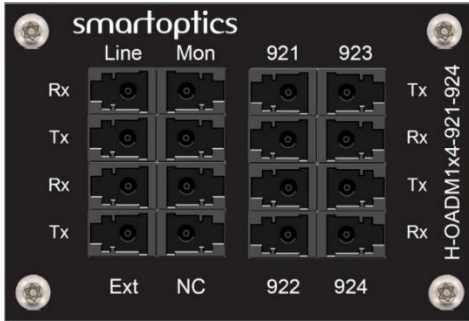 smartoptics
Line Mon 921 923
Rx Tx
Tx Rx
Rx Tx
Tx Rx
Ext NC 922 924
H-OADM1x4-921-924